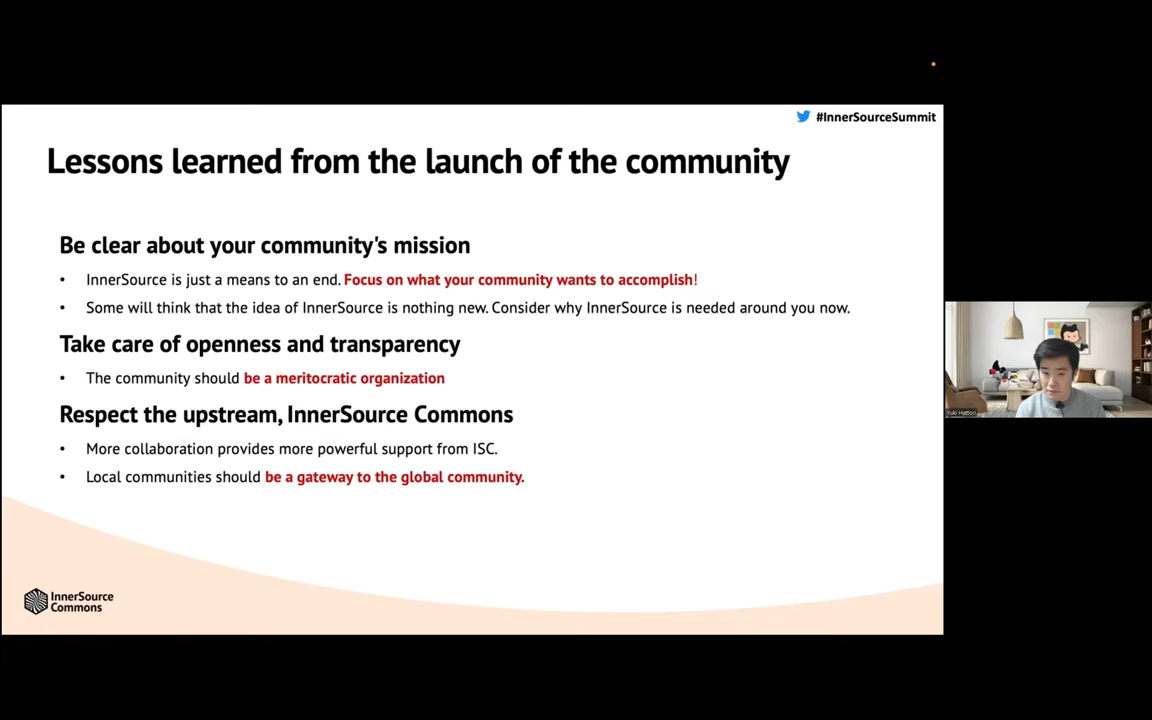 #InnerSourceSummit
Lessons learned from the launch of the community
Be clear about your community's mission
• InnerSource is just a means to an end. Focus on what your community wants to accomplish!
• Some will think that the idea of InnerSource is nothing new. Consider why InnerSource is needed around you now.
Take care of openness and transparency
• The community should be a meritocratic organization
Respect the upstream, InnerSource Commons
• More collaboration provides more powerful support from ISC.
• Local communities should be a gateway to the global community.
Yuki Hattori
InnerSource
Commons